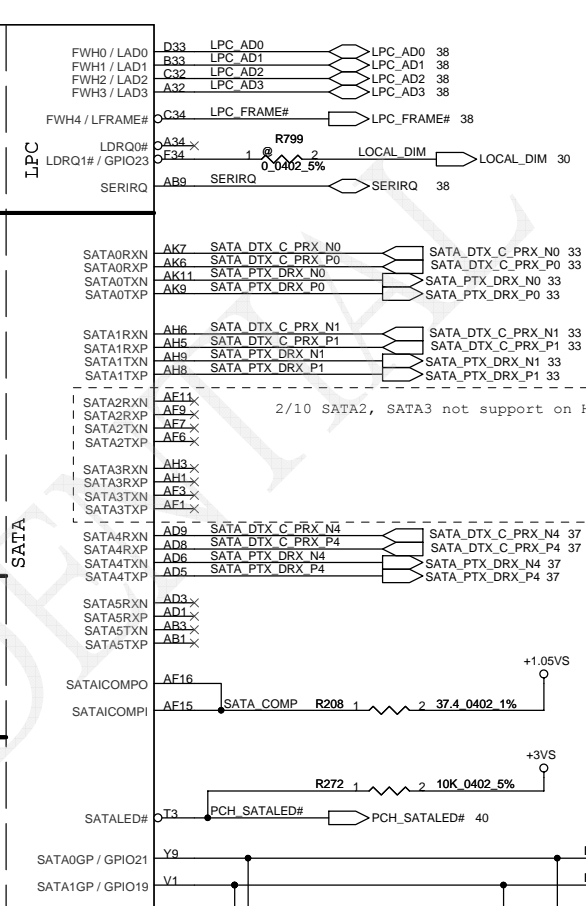 FWH0 / LAD0 D33 LPC_AD0 LPC_AD0 38
FWH1 / LAD1 B33 LPC_AD1 LPC_AD1 38
FWH2 / LAD2 C32 LPC_AD2 LPC_AD2 38
FWH3 / LAD3 A32 LPC_AD3 LPC_AD3 38
FWH4 / LFRAME# C34 LPC_FRAME# LPC_FRAME# 38
LPC
LDRQ0# A34
R799
LDRQ1# / GPIO23 F34 1 @ 2 LOCAL_DIM LOCAL_DIM 30
0_0402_5%
SERIRQ AB9 SERIRQ SERIRQ 38
SATA0RXN AK7 SATA_DTX_C_PRX_N0 SATA_DTX_C_PRX_N0 33
SATA0RXP AK6 SATA_DTX_C_PRX_P0 SATA_DTX_C_PRX_P0 33
SATA0TXN AK11 SATA_PTX_DRX_N0 SATA_PTX_DRX_N0 33
SATA0TXP AK9 SATA_PTX_DRX_P0 SATA_PTX_DRX_P0 33
SATA1RXN AH6 SATA_DTX_C_PRX_N1 SATA_DTX_C_PRX_N1 33
SATA1RXP AH5 SATA_DTX_C_PRX_P1 SATA_DTX_C_PRX_P1 33
SATA1TXN AH9 SATA_PTX_DRX_N1 SATA_PTX_DRX_N1 33
SATA1TXP AH8 SATA_PTX_DRX_P1 SATA_PTX_DRX_P1 33
2/10 SATA2, SATA3 not support on
SATA2RXN AF11
SATA2RXP AF9
SATA2TXN AF7
SATA2TXP AF6
SATA3RXN AH3
SATA3RXP AH1
SATA3TXN AF3
SATA3TXP AF1
SATA
SATA4RXN AD9 SATA_DTX_C_PRX_N4 SATA_DTX_C_PRX_N4 37
SATA4RXP AD8 SATA_DTX_C_PRX_P4 SATA_DTX_C_PRX_P4 37
SATA4TXN AD6 SATA_PTX_DRX_N4 SATA_PTX_DRX_N4 37
SATA4TXP AD5 SATA_PTX_DRX_P4 SATA_PTX_DRX_P4 37
SATA5RXN AD3
SATA5RXP AD1
SATA5TXN AB3
SATA5TXP AB1
+1.05VS
SATAICOMPO AF16
SATAICOMPI AF15 SATA_COMP R208 1 2 37.4_0402_1%
+3VS
R272 1 2 10K_0402_5%
SATALED# T3 PCH_SATALED# PCH_SATALED# 40
SATA0GP / GPIO21 Y9
SATA1GP / GPIO19 V1